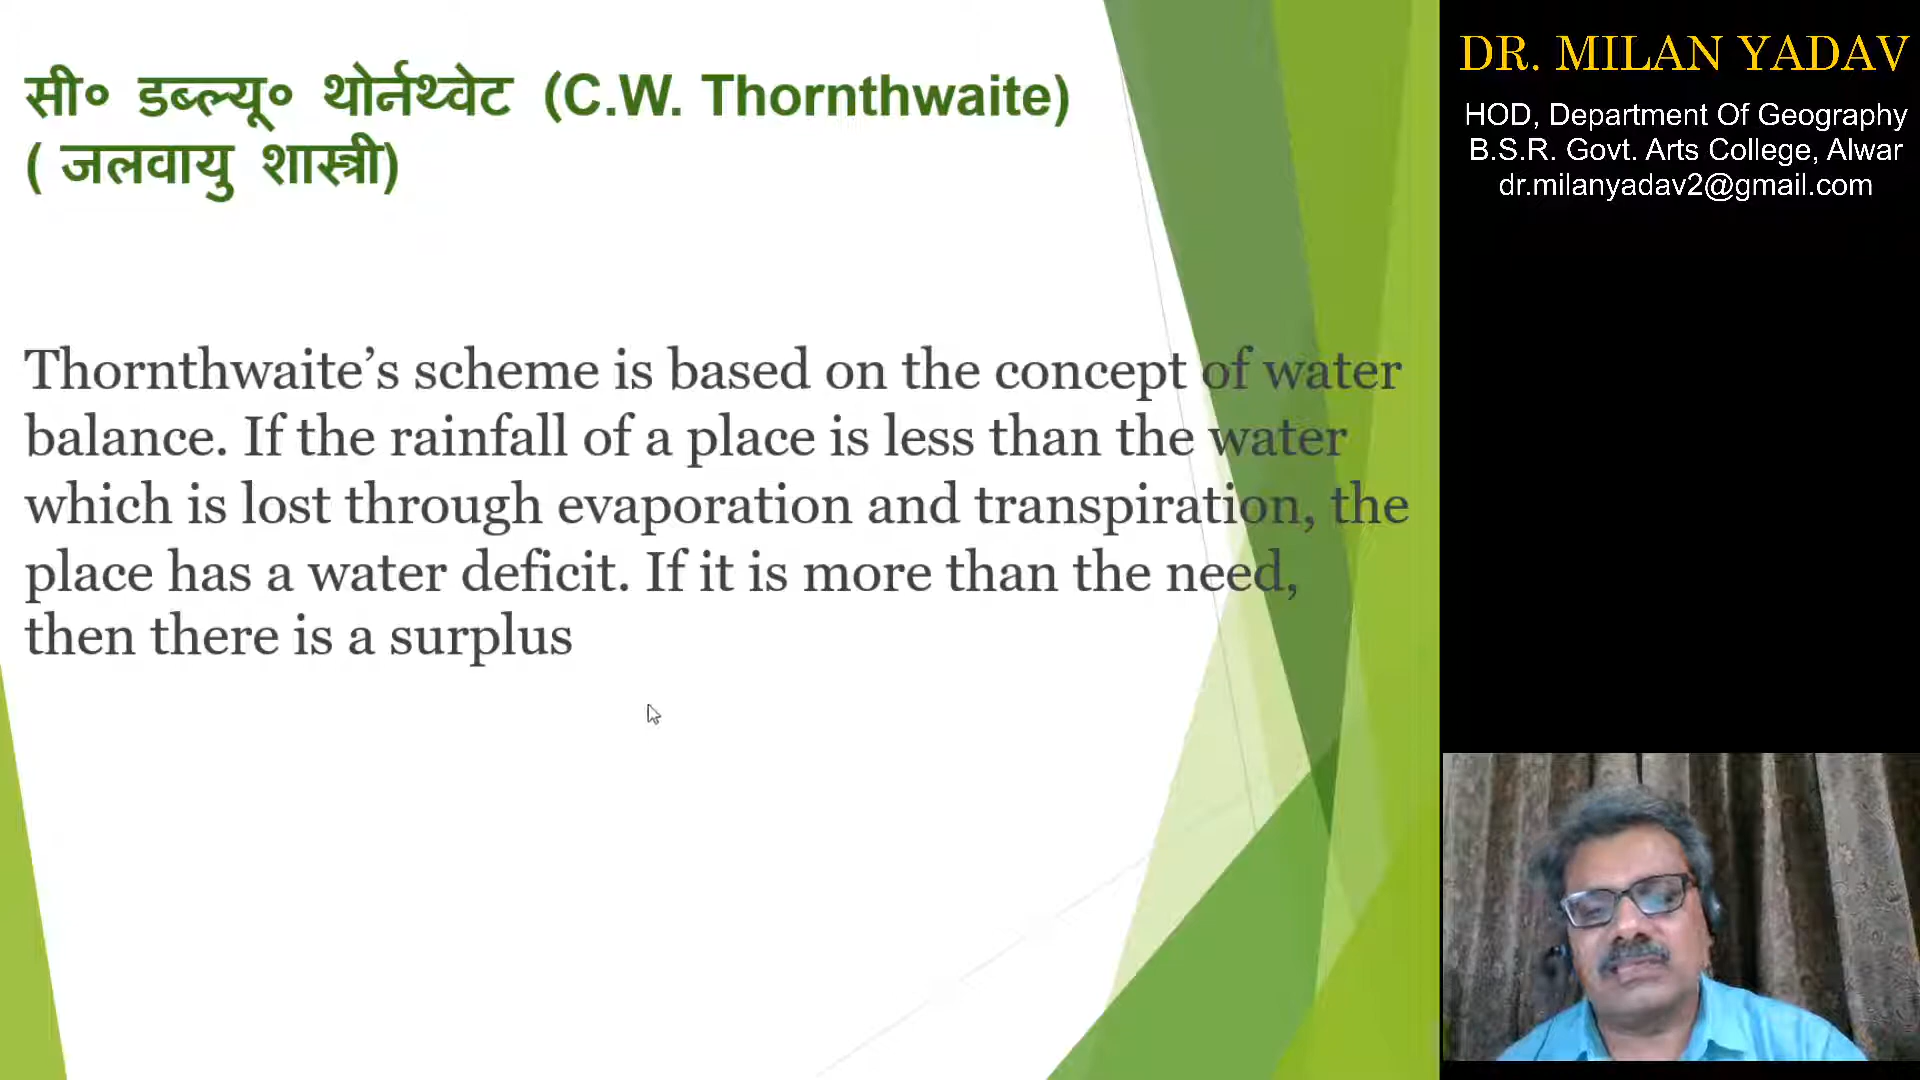 सी० डब्ल्यू० थोर्नथ्वेट (C.W. Thornthwaite)
( जलवायु शास्त्री)
Thornthwaite’s scheme is based on the concept of water
balance. If the rainfall of a place is less than the water
which is lost through evaporation and transpiration, the
place has a water deficit. If it is more than the need,
then there is a surplus
DR. MILAN YADAV
HOD, Department Of Geography
B.S.R. Govt. Arts College, Alwar
dr.milanyadav2@gmail.com